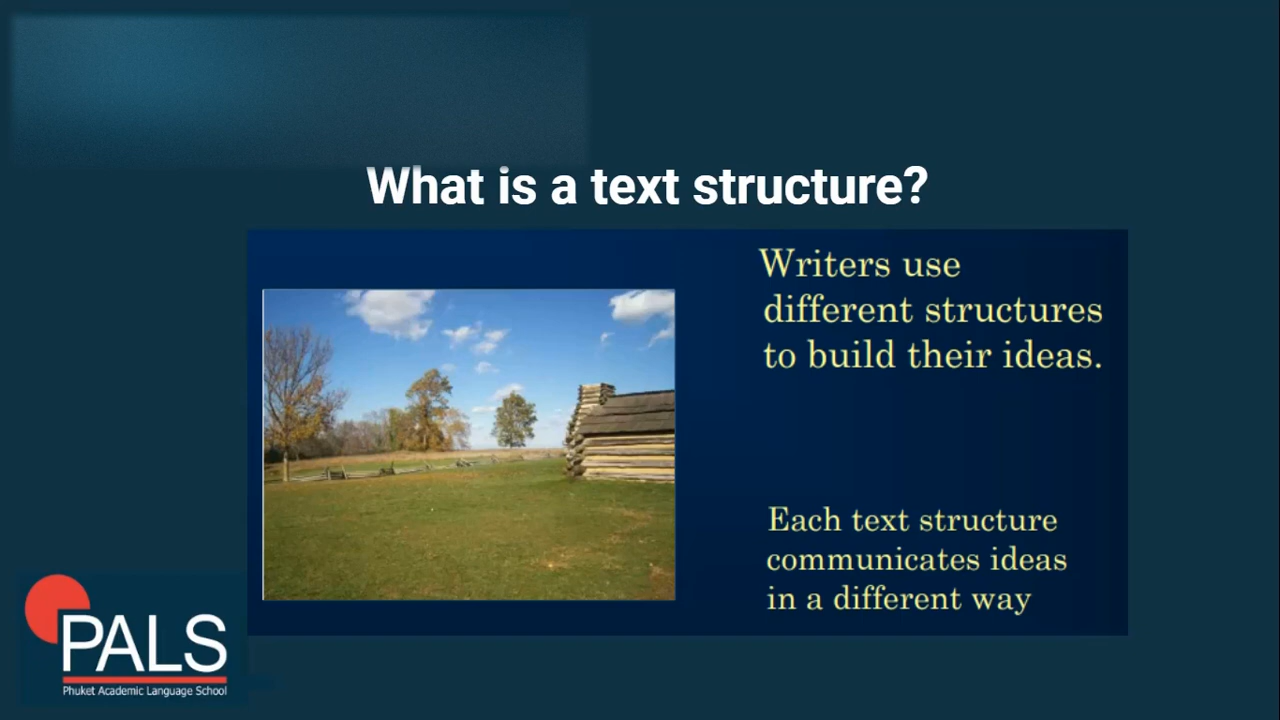 What is a text structure?
Writers use
different structures
to build their ideas.
Each text structure
communicates ideas
in a different way
PALS
Phuket Academic Language School